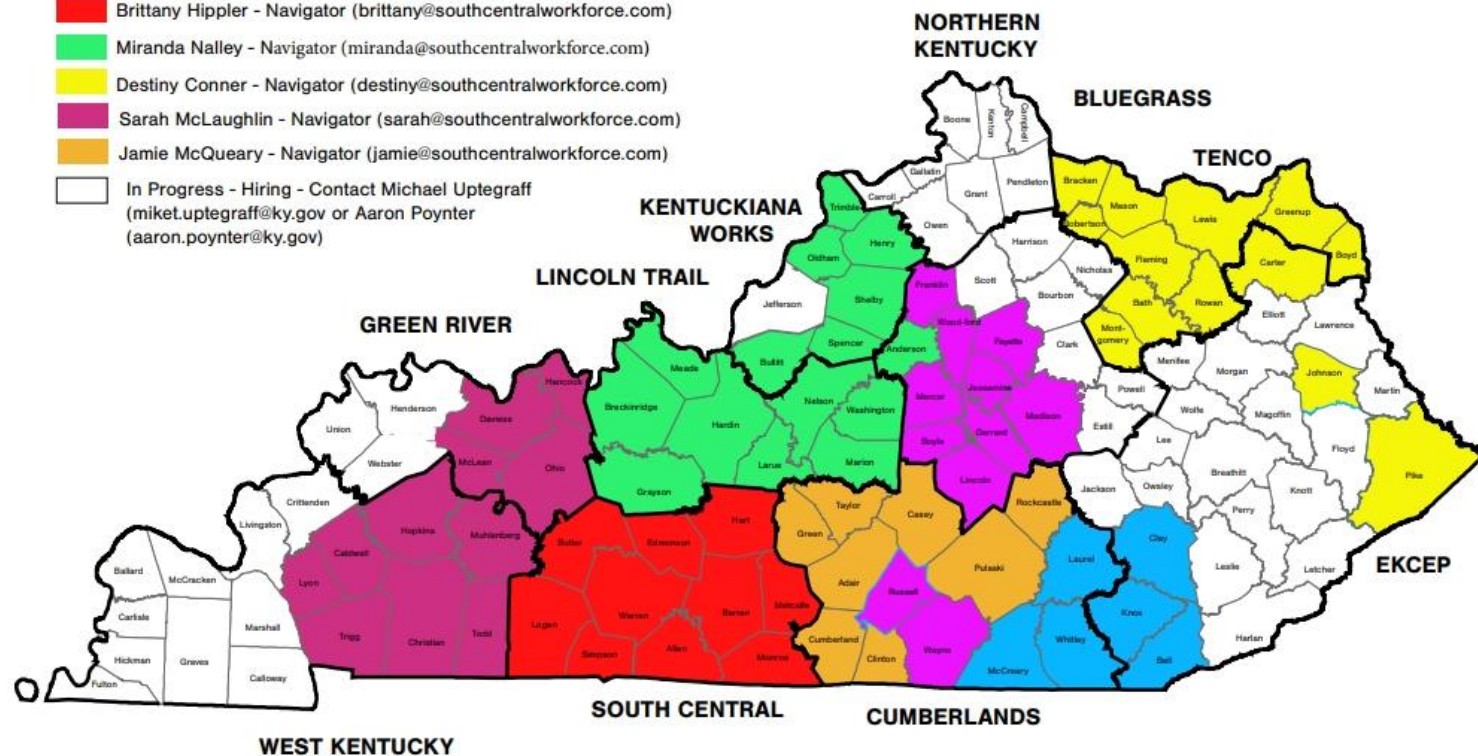 Brittany Hippler - Navigator (brittany@southcentralworkforce.com)
Miranda Nalley - Navigator (miranda@southcentralworkforce.com)
Destiny Conner - Navigator (destiny@southcentralworkforce.com)
Sarah McLaughlin - Navigator (sarah@southcentralworkforce.com)
Jamie McQueary - Navigator (jamie@southcentralworkforce.com)
In Progress - Hiring - Contact Michael Uptegraff
(miket.uptegraff@ky.gov or Aaron Poynter
(aaron.poynter@ky.gov)
NORTHERN
KENTUCKY
BLUEGRASS
TENCO
KENTUCKIANA
WORKS
LINCOLN TRAIL
GREEN RIVER
EKCEP
SOUTH CENTRAL
CUMBERLANDS
WEST KENTUCKY
Boone
Kenton
Campbell
Gallatin
Carroll
Grant
Pendleton
Owen
Bracken
Mason
Robertson
Lewis
Greenup
Fleming
Boyd
Carter
Bath
Rowan
Mont-
gomery
Trimble
Henry
Oldham
Jefferson
Shelby
Spencer
Bullitt
Harrison
Nicholas
Scott
Bourbon
Franklin
Wood-ford
Fayette
Clark
Anderson
Mercer
Jessamine
Madison
Boyle
Garrard
Lincoln
Powell
Estill
Elliott
Lawrence
Menifee
Morgan
Johnson
Martin
Wolfe
Magoffin
Lee
Floyd
Pike
Breathitt
Jackson
Owsley
Knott
Perry
Leslie
Letcher
Harlan
Clay
Knox
Bell
Meade
Breckinridge
Hardin
Nelson
Washington
Larue
Marion
Grayson
Hancock
Daviess
Henderson
Union
Webster
McLean
Ohio
Crittenden
Livingston
Hopkins
Muhlenberg
Caldwell
Lyon
Ballard
McCracken
Carlisle
Marshall
Hickman
Graves
Fulton
Calloway
Trigg
Christian
Todd
Butler
Edmonson
Hart
Logan
Warren
Barren
Metcalfe
Simpson
Allen
Monroe
Taylor
Green
Casey
Rockcastle
Adair
Pulaski
Laurel
Russell
Cumberland
Clinton
Wayne
McCreary
Whitley